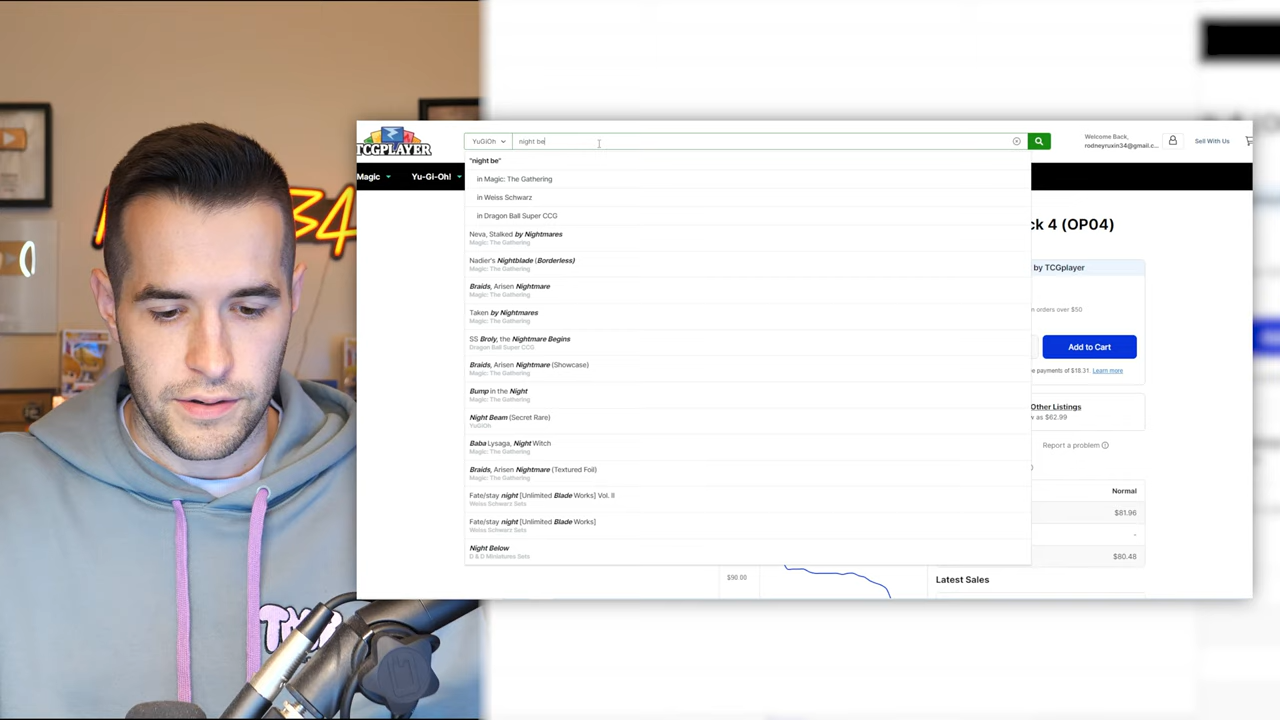 34
TCGPLAYER
YuGiOh
night be
Welcome Back,
rodneyruxin34@gmail.c...
Sell With Us
Magic
Yu-Gi-Oh!
"night be"
in Magic: The Gathering
in Weiss Schwarz
in Dragon Ball Super CCG
Neva, Stalked by Nightmares
Magic: The Gathering
Nadier's Nightblade (Borderless)
Magic: The Gathering
Braids, Arisen Nightmare
Magic: The Gathering
Taken by Nightmares
Magic: The Gathering
SS Broly, the Nightmare Begins
Dragon Ball Super CCG
Braids, Arisen Nightmare (Showcase)
Magic: The Gathering
Bump in the Night
Magic: The Gathering
Night Beam (Secret Rare)
YuGiOh
Baba Lysaga, Night Witch
Magic: The Gathering
Braids, Arisen Nightmare (Textured Foil)
Magic: The Gathering
Fate/stay night [Unlimited Blade Works] Vol. II
Weiss Schwarz Sets
Fate/stay night [Unlimited Blade Works]
Weiss Schwarz Sets
Night Below
D & D Miniatures Sets
ck 4 (OP04)
by TCGplayer
n orders over $50
Add to Cart
e payments of $18.31. Learn more
Other Listings
w as $62.99
Report a problem
Normal
$81.96
-
$80.48
$90.00
Latest Sales